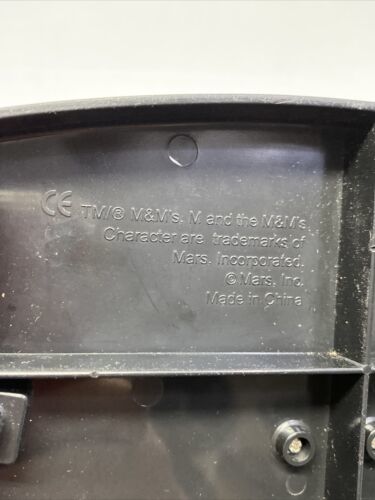 CE TM/® M&M's. M and the M&M's
Character are trademarks of
Mars, Incorporated.
©Mars, Inc.
Made in China